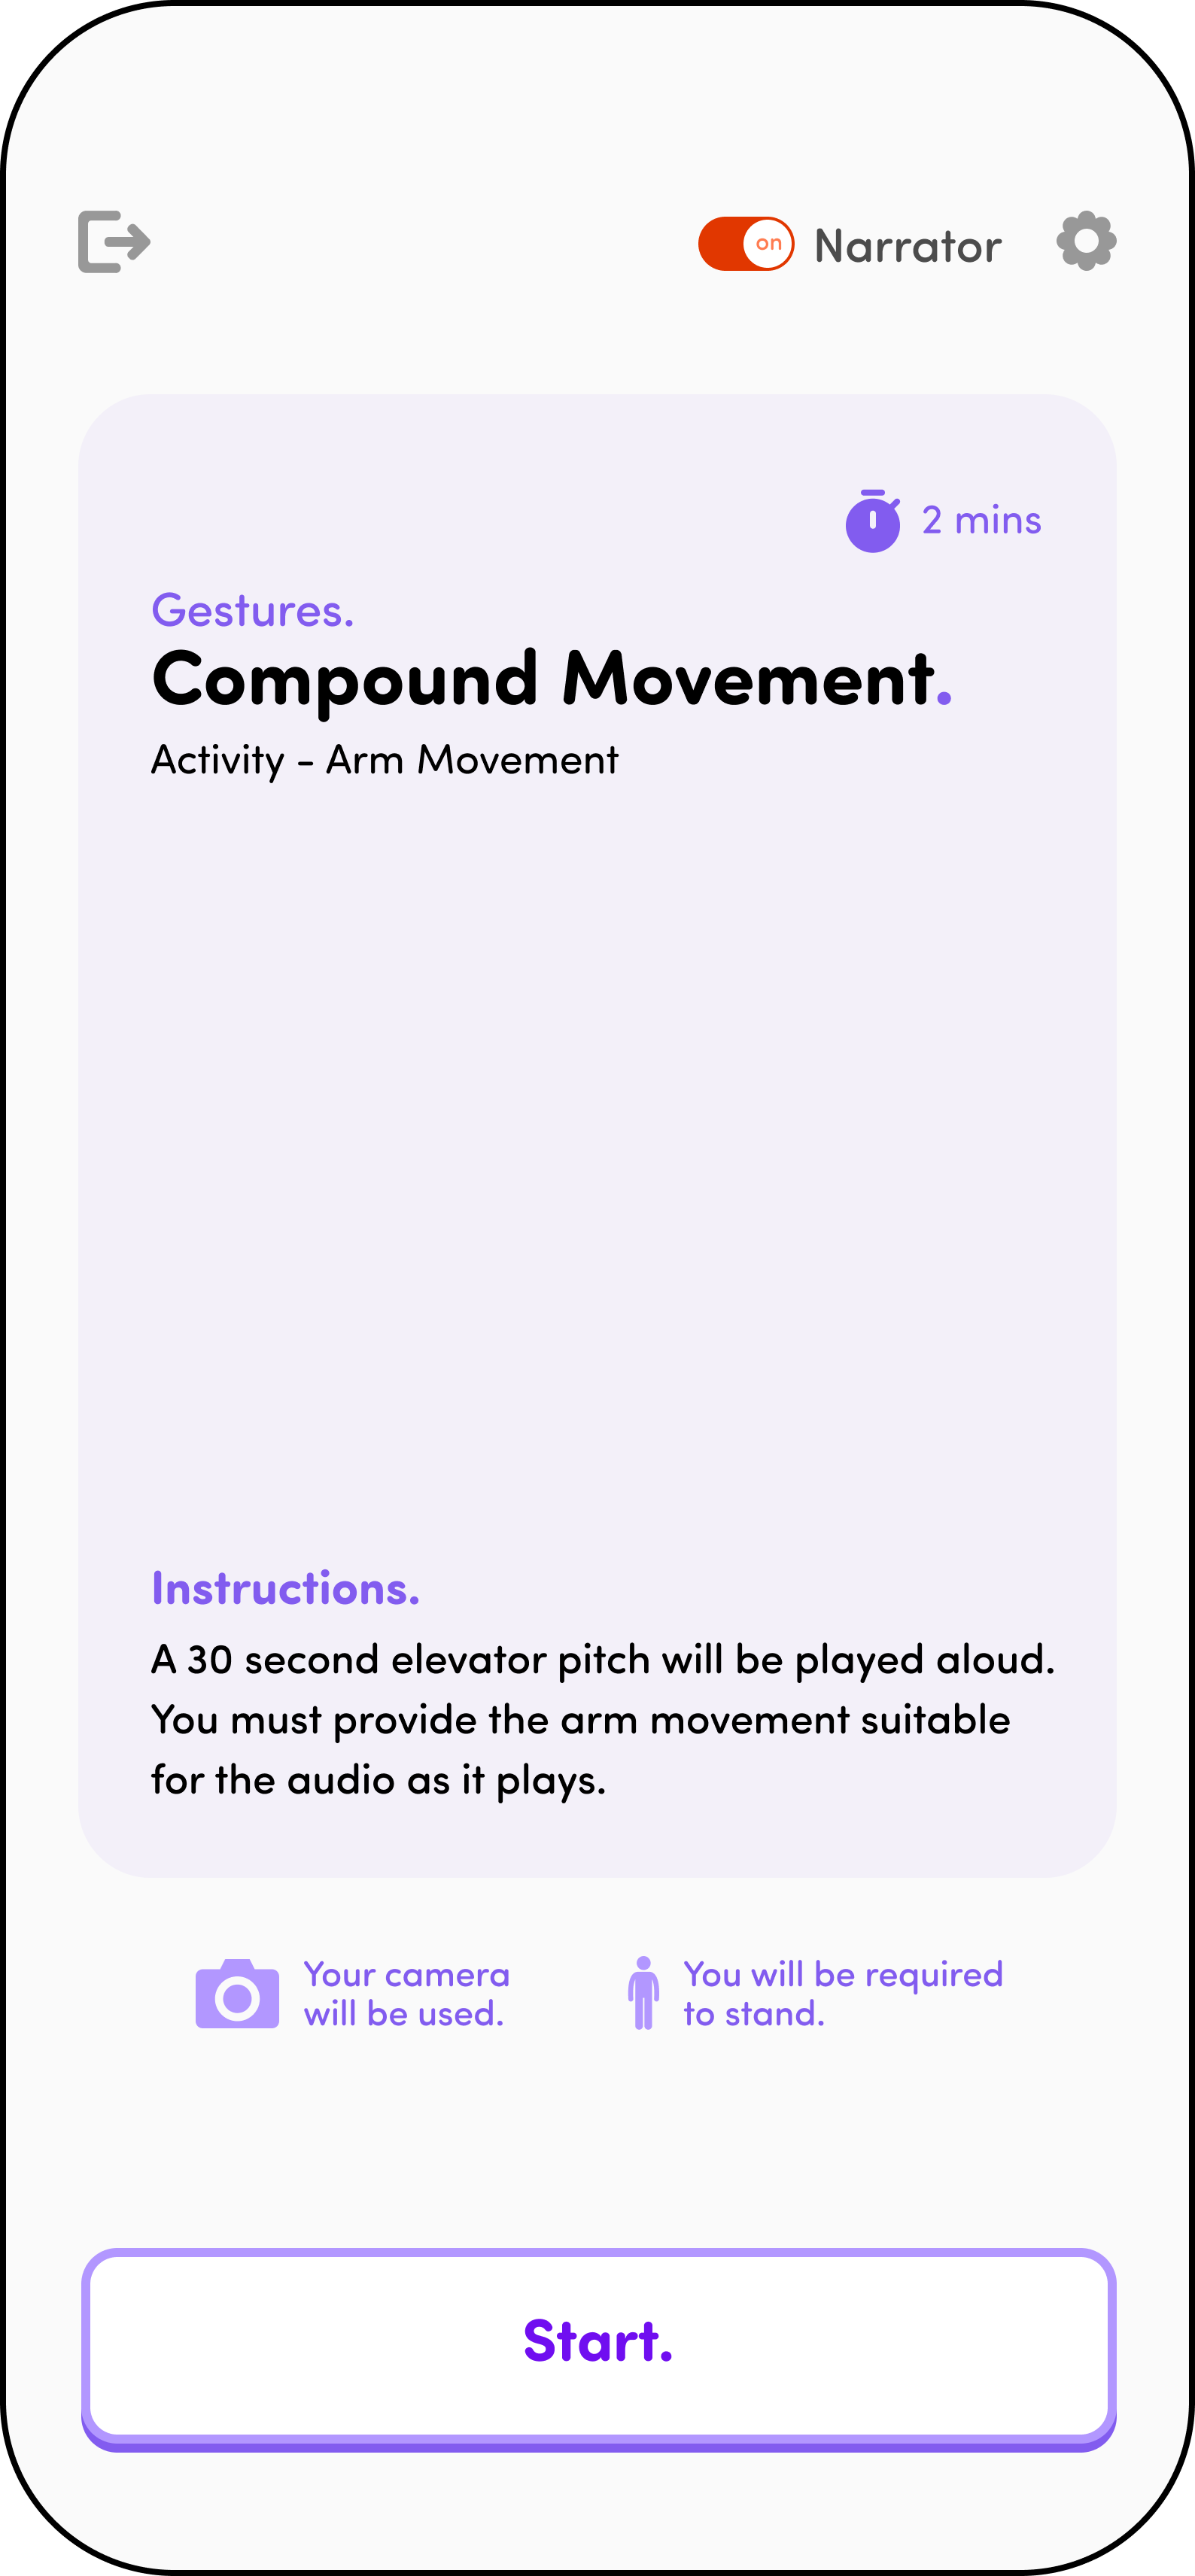 on Narrator
2 mins
Gestures.
Compound Movement.
Activity - Arm Movement
Instructions.
A 30 second elevator pitch will be played aloud.
You must provide the arm movement suitable
for the audio as it plays.
Your camera
will be used.
You will be required
to stand.
Start.